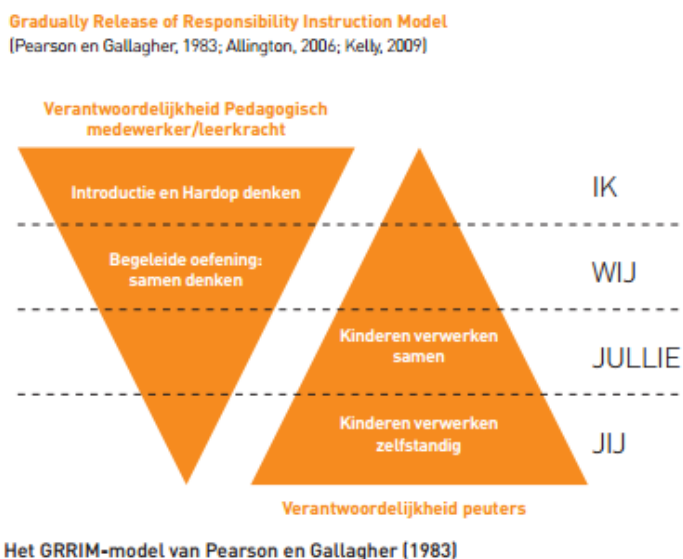 Gradually Release of Responsibility Instruction Model
(Pearson en Gallagher, 1983; Allington, 2006; Kelly, 2009)
Verantwoordelijkheid Pedagogisch
medewerker/leerkracht
Introductie en Hardop denken
IK
Begeleide oefening:
samen denken
WIJ
Kinderen verwerken
samen
JULLIE
Kinderen verwerken
zelfstandig
JIJ
Verantwoordelijkheid peuters
Het GRRIM-model van Pearson en Gallagher (1983)